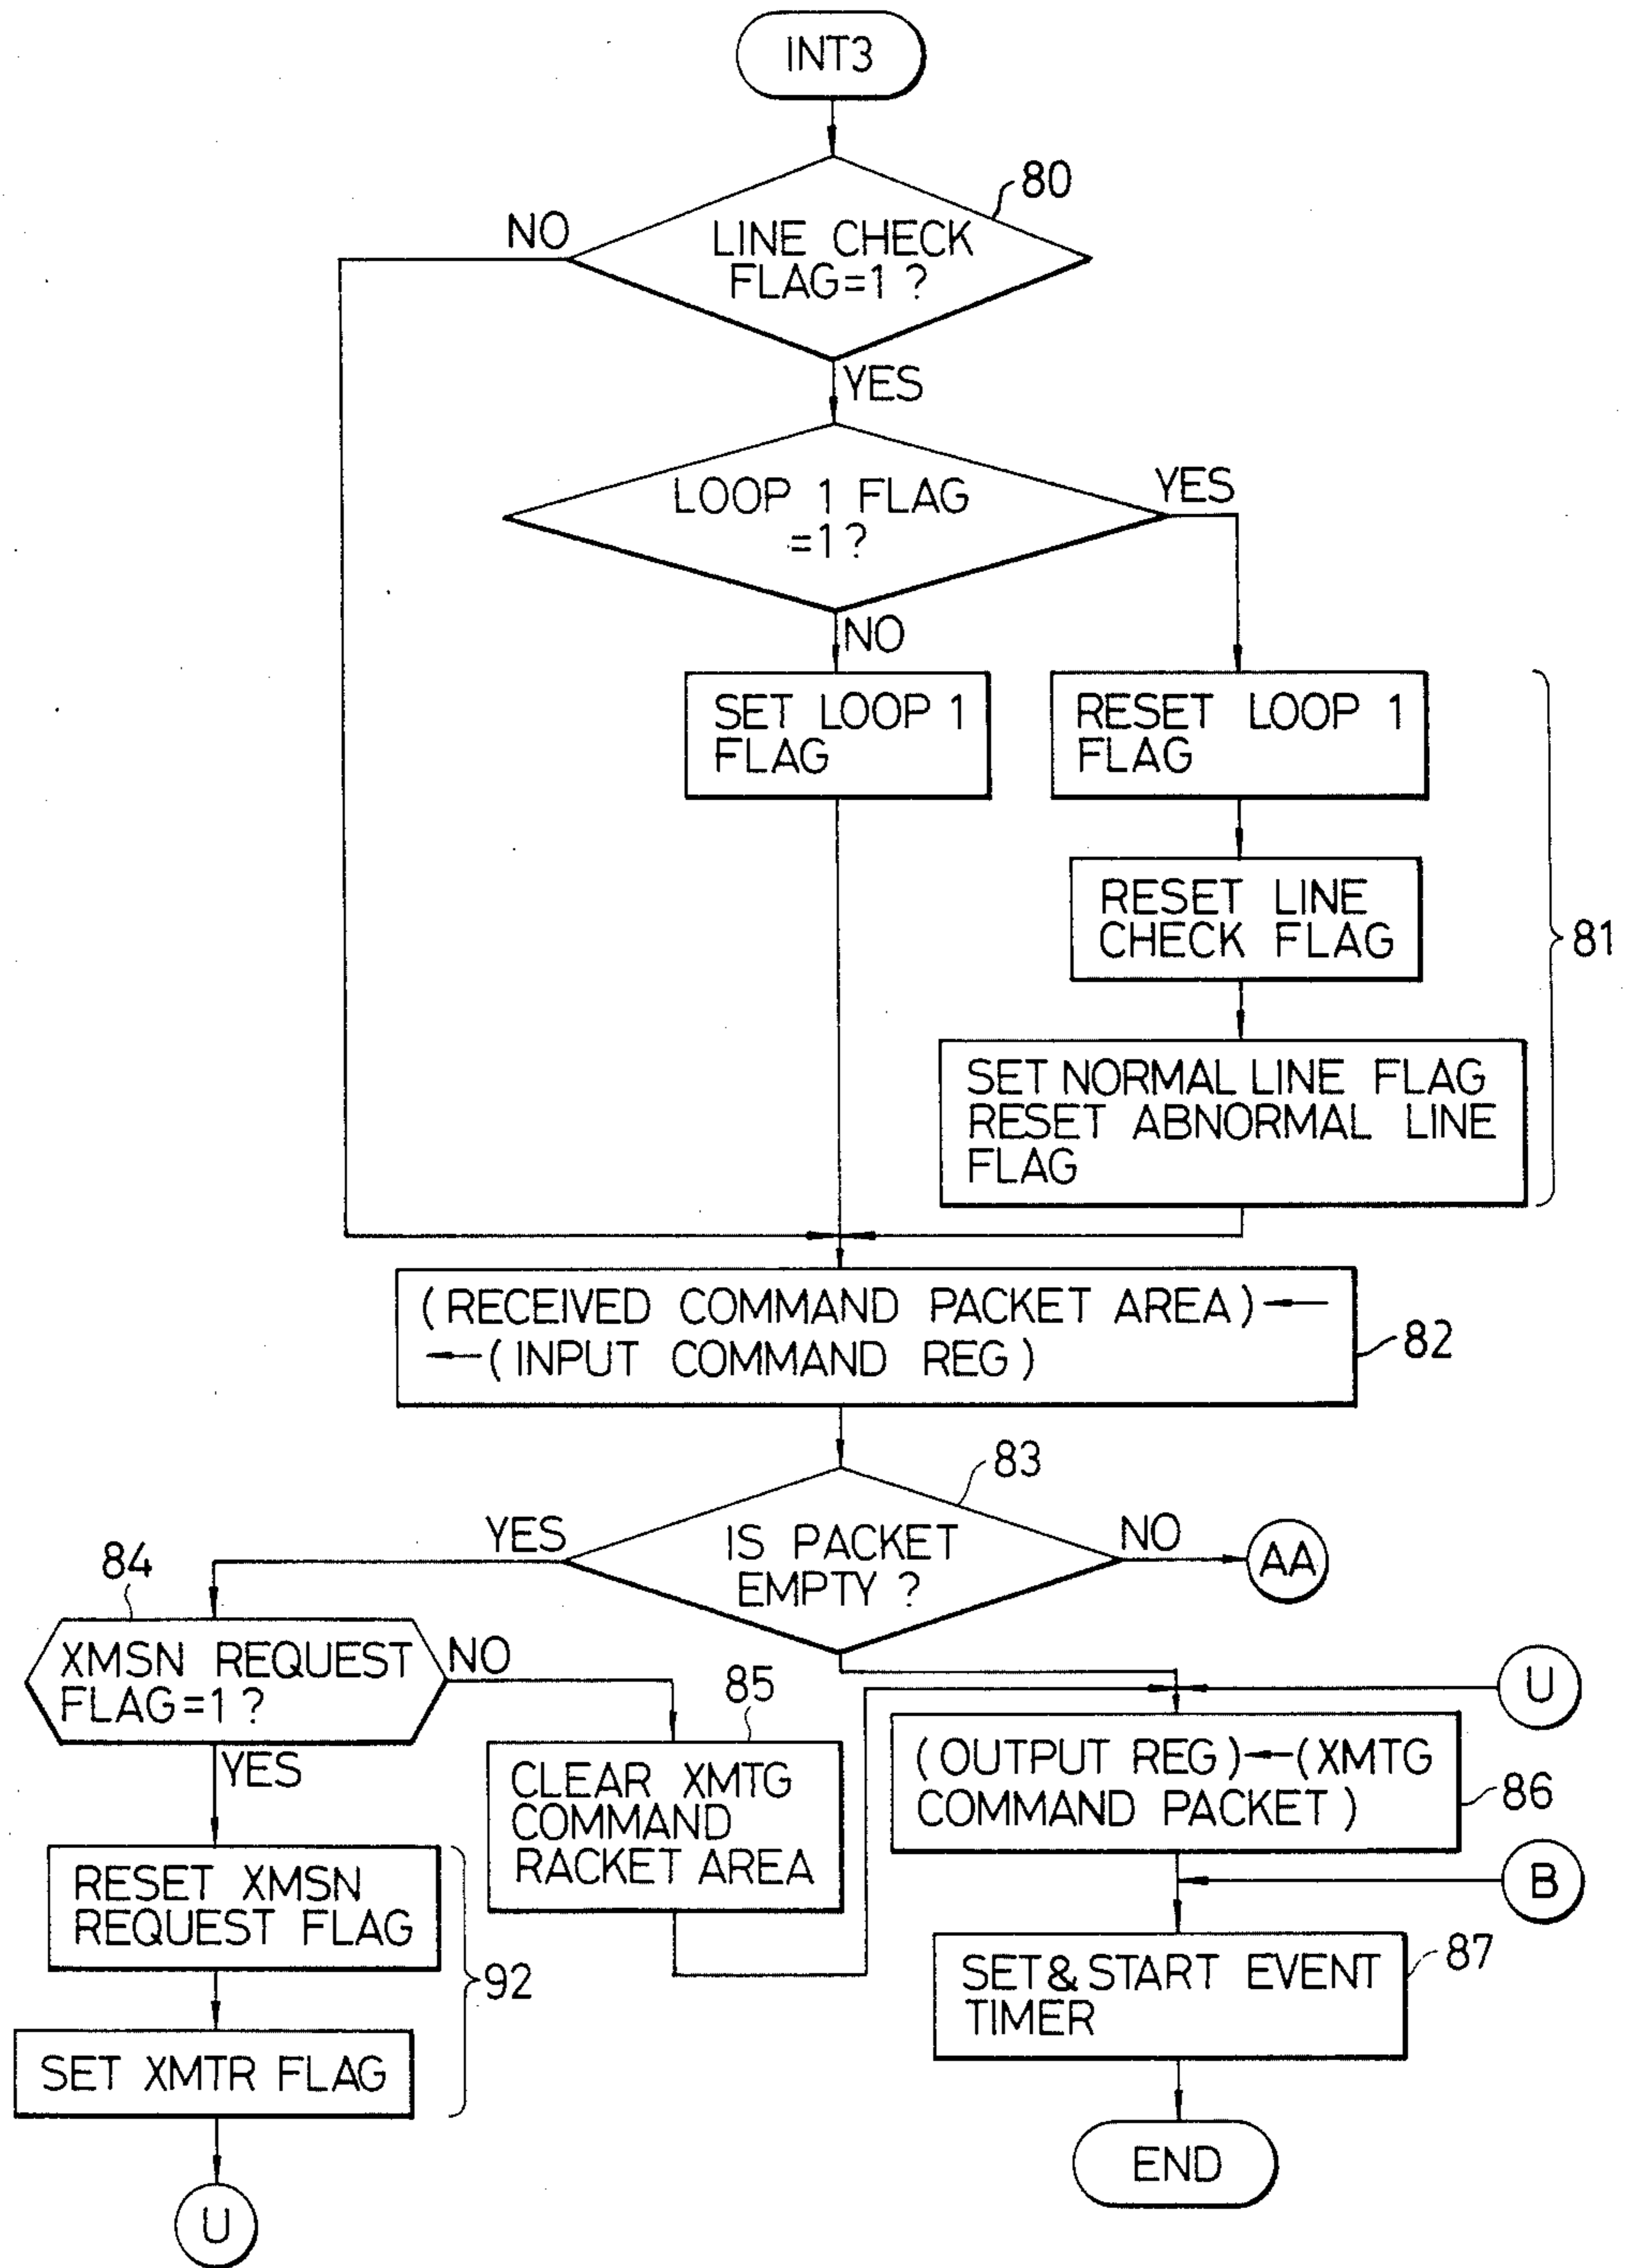 INT3
80
NO
LINE CHECK
FLAG=1 ?
YES
LOOP 1 FLAG
=1 ?
YES
NO
SET LOOP 1
FLAG
RESET LOOP 1
FLAG
RESET LINE
CHECK FLAG
81
SET NORMAL LINE FLAG
RESET ABNORMAL LINE
FLAG
(RECEIVED COMMAND PACKET AREA)←
←(INPUT COMMAND REG)
82
83
YES
IS PACKET
EMPTY ?
NO
AA
84
XMSN REQUEST
FLAG=1 ?
NO
YES
85
CLEAR XMTG
COMMAND
RACKET AREA
U
(OUTPUT REG)←(XMTG
COMMAND PACKET)
86
B
RESET XMSN
REQUEST FLAG
92
SET XMTR FLAG
U
SET & START EVENT
TIMER
87
END